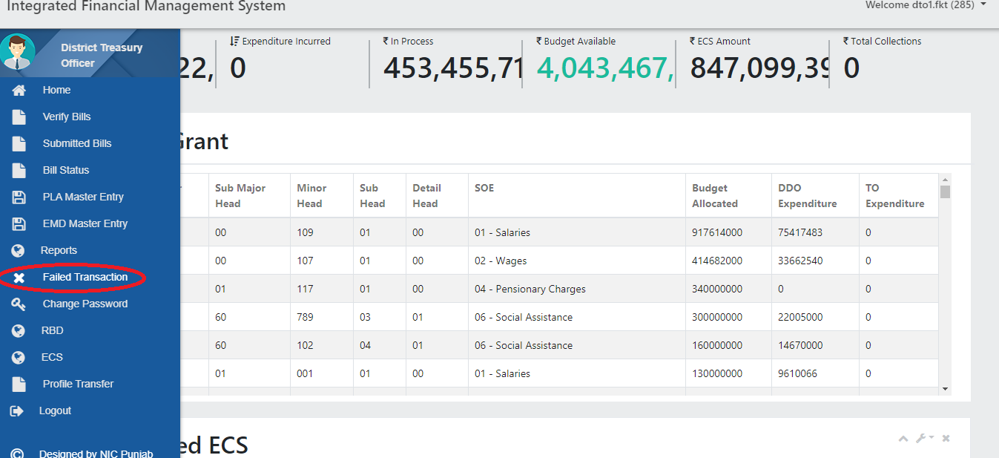 Integrated Financial Management System
Welcome dto1.fkt (285)
District Treasury
Officer
Home
Verify Bills
Submitted Bills
Bill Status
PLA Master Entry
EMD Master Entry
Reports
Failed Transaction
Change Password
RBD
ECS
Profile Transfer
Logout
Designed by NIC Punjab
Expenditure Incurred
₹ In Process
₹ Budget Available
₹ ECS Amount
₹ Total Collections
22, 0 453,455,71 4,043,467, 847,099,39 0
Grant
Sub Major Minor Sub Detail SOE Budget DDO TO
Head Head Head Head Allocated Expenditure Expenditure
00 109 01 00 01 - Salaries 917614000 75417483 0
00 107 01 00 02 - Wages 414682000 33662540 0
01 117 01 00 04 - Pensionary Charges 340000000 0 0
60 789 03 01 06 - Social Assistance 300000000 22005000 0
60 102 04 01 06 - Social Assistance 160000000 14670000 0
01 001 01 00 01 - Salaries 130000000 9610066 0
ed ECS